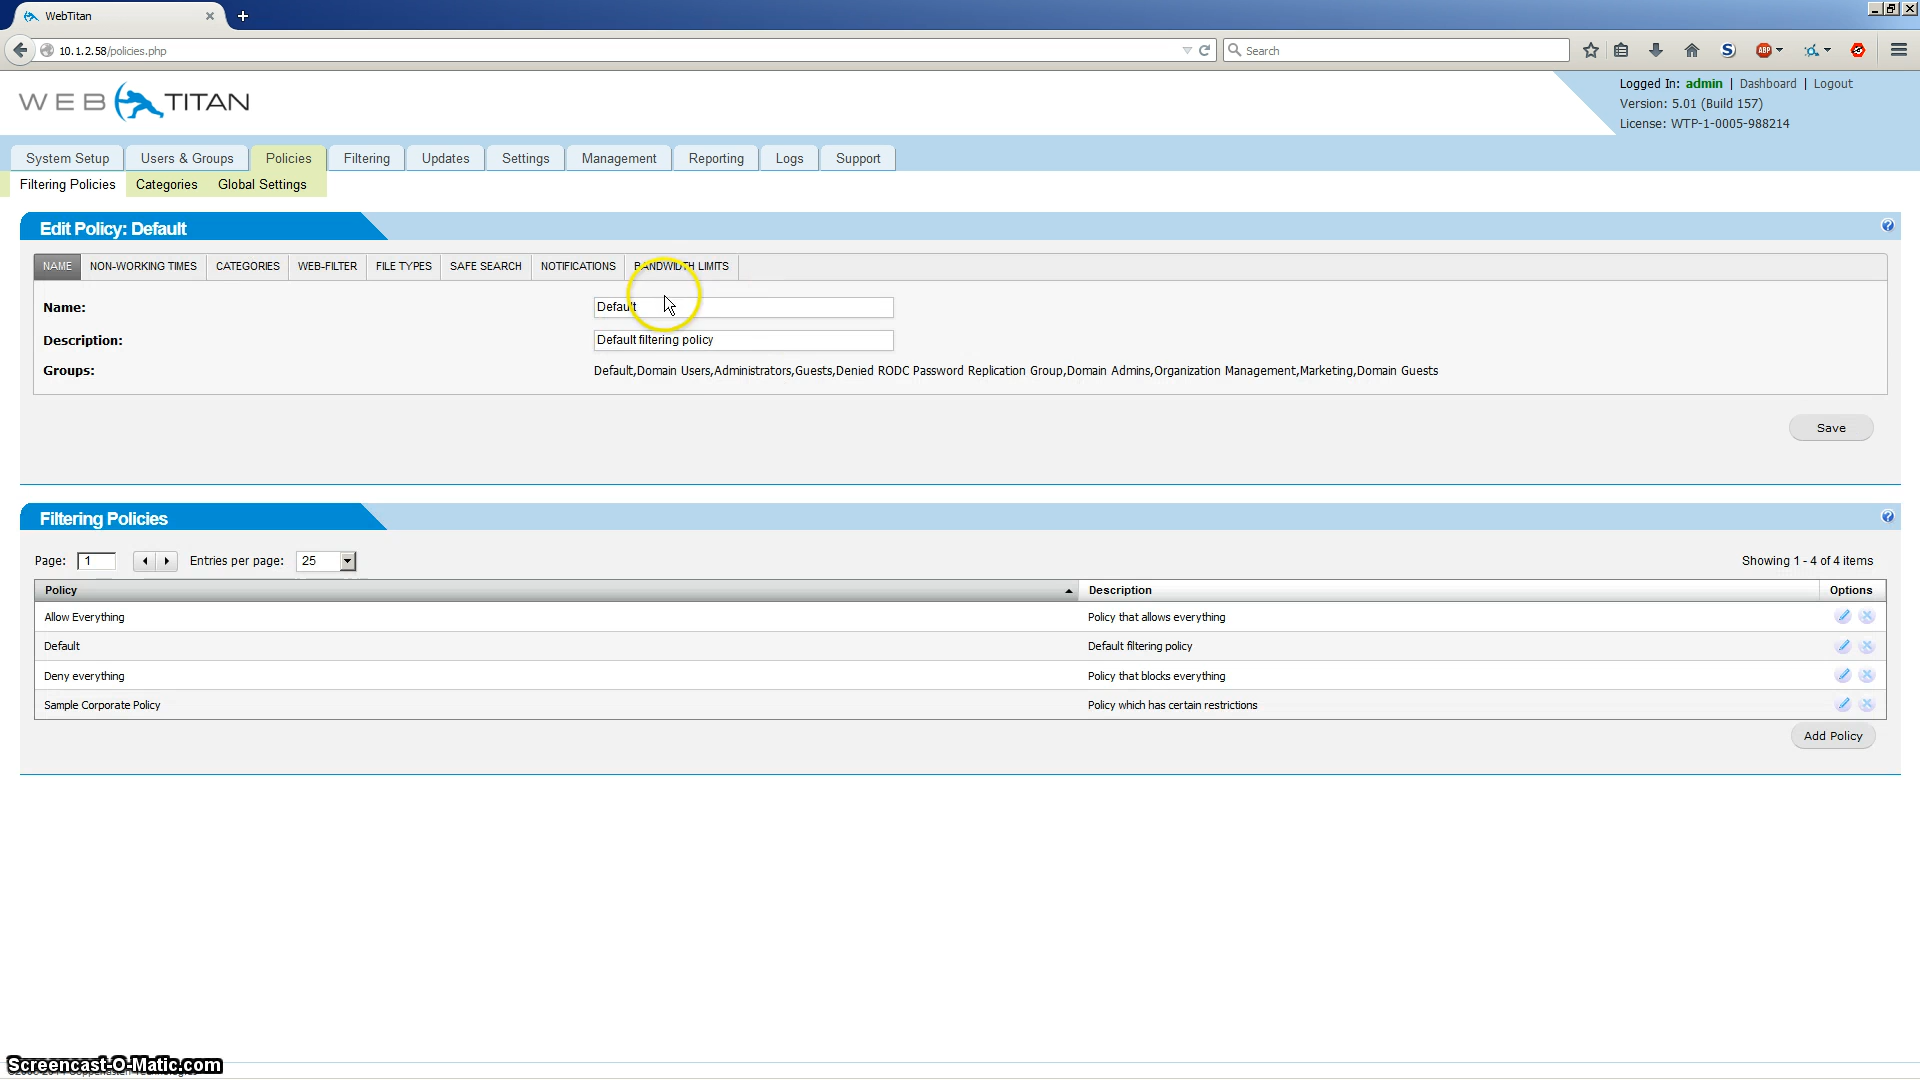 WebTitan
10.1.2.58/policies.php
Search
S
ABP
WEB TITAN
Logged In: admin | Dashboard | Logout
Version: 5.01 (Build 157)
License: WTP-1-0005-988214
System Setup
Users & Groups
Policies
Filtering
Updates
Settings
Management
Reporting
Logs
Support
Filtering Policies
Categories
Global Settings
Edit Policy: Default
?
NAME
NON-WORKING TIMES
CATEGORIES
WEB-FILTER
FILE TYPES
SAFE SEARCH
NOTIFICATIONS
BANDWIDTH LIMITS
Name:
Default
Description:
Default filtering policy
Groups:
Default,Domain Users,Administrators,Guests,Denied RODC Password Replication Group,Domain Admins,Organization Management,Marketing,Domain Guests
Save
Filtering Policies
?
Page: 1
Entries per page: 25
Showing 1 - 4 of 4 items
Policy
Description
Options
Allow Everything
Policy that allows everything
Default
Default filtering policy
Deny everything
Policy that blocks everything
Sample Corporate Policy
Policy which has certain restrictions
Add Policy
Screencast-O-Matic.com